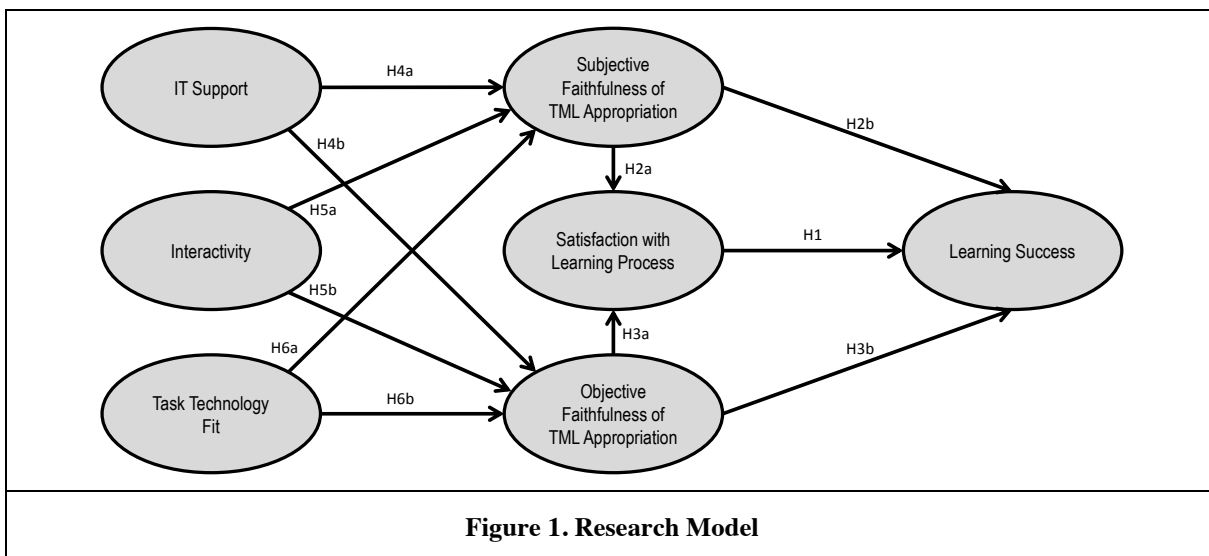 Subjective
Faithfulness of
TML Appropriation
IT Support
H4a
H4b
H2b
H2a
Interactivity
H5a
H5b
Satisfaction with
Learning Process
H1
Learning Success
H3a
H3b
H6a
Task Technology
Fit
H6b
Objective
Faithfulness of
TML Appropriation
Figure 1. Research Model